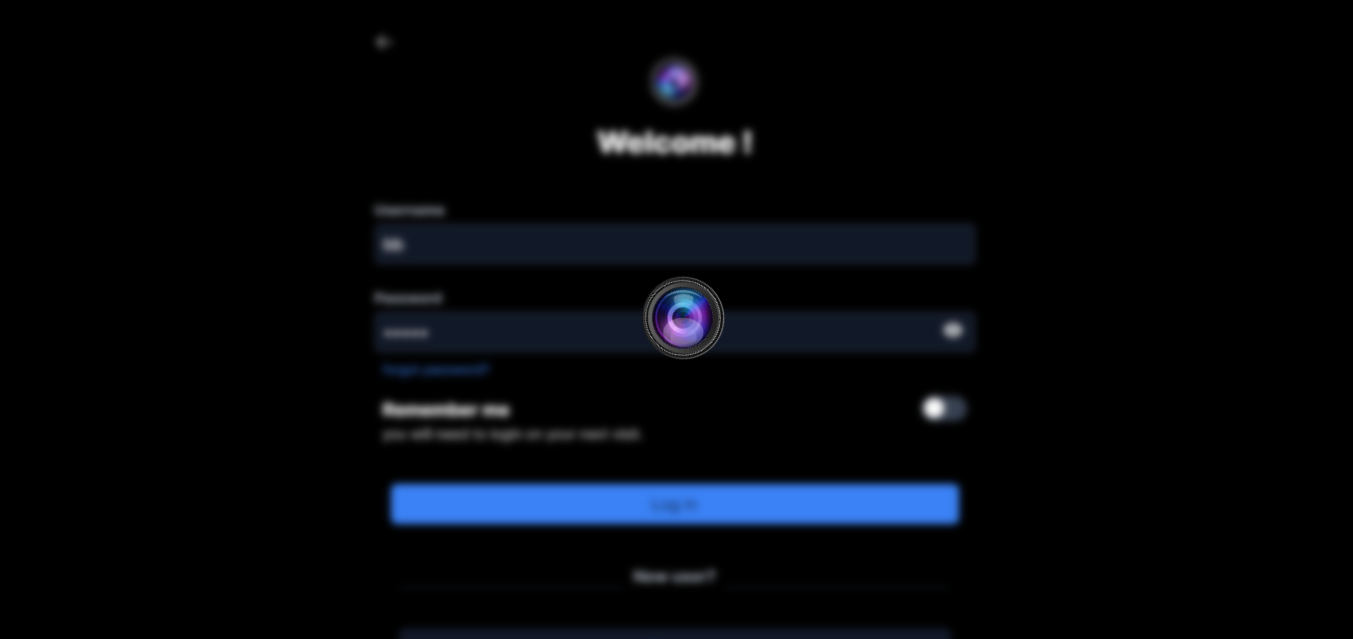 Welcome !
Username
Password
Forgot password?
Remember me
you will need to login on your next visit.
Log in
New user?